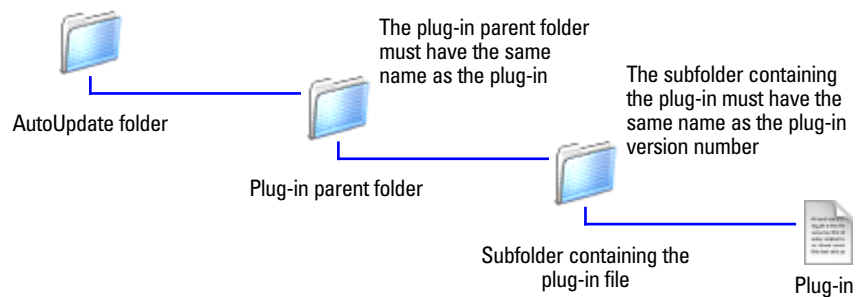 The plug-in parent folder
must have the same
name as the plug-in
The subfolder containing
the plug-in must have the
same name as the plug-in
version number
AutoUpdate folder
Plug-in parent folder
Subfolder containing the
plug-in file
Plug-in